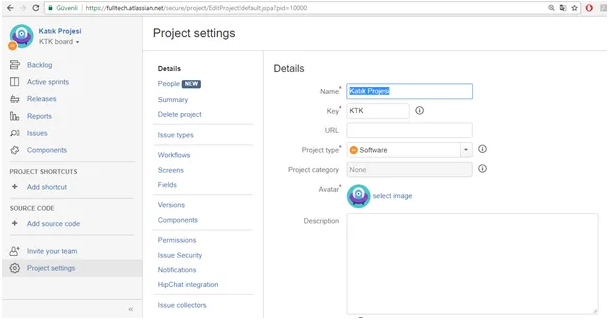 Güvenli
https://fulltech.atlassian.net/secure/project/EditProject!default.jspa?pid=10000
Katık Projesi
KTK board
Backlog
Active sprints
Releases
Reports
Issues
Components
PROJECT SHORTCUTS
+ Add shortcut
SOURCE CODE
+ Add source code
Invite your team
Project settings
«
Project settings
Details
People NEW
Summary
Delete project
Issue types
Workflows
Screens
Fields
Versions
Components
Permissions
Issue Security
Notifications
HipChat integration
Issue collectors
Details
Name* Katık Projesi
Key* KTK
URL
Project type* Software
Project category None
Avatar* select image
Description